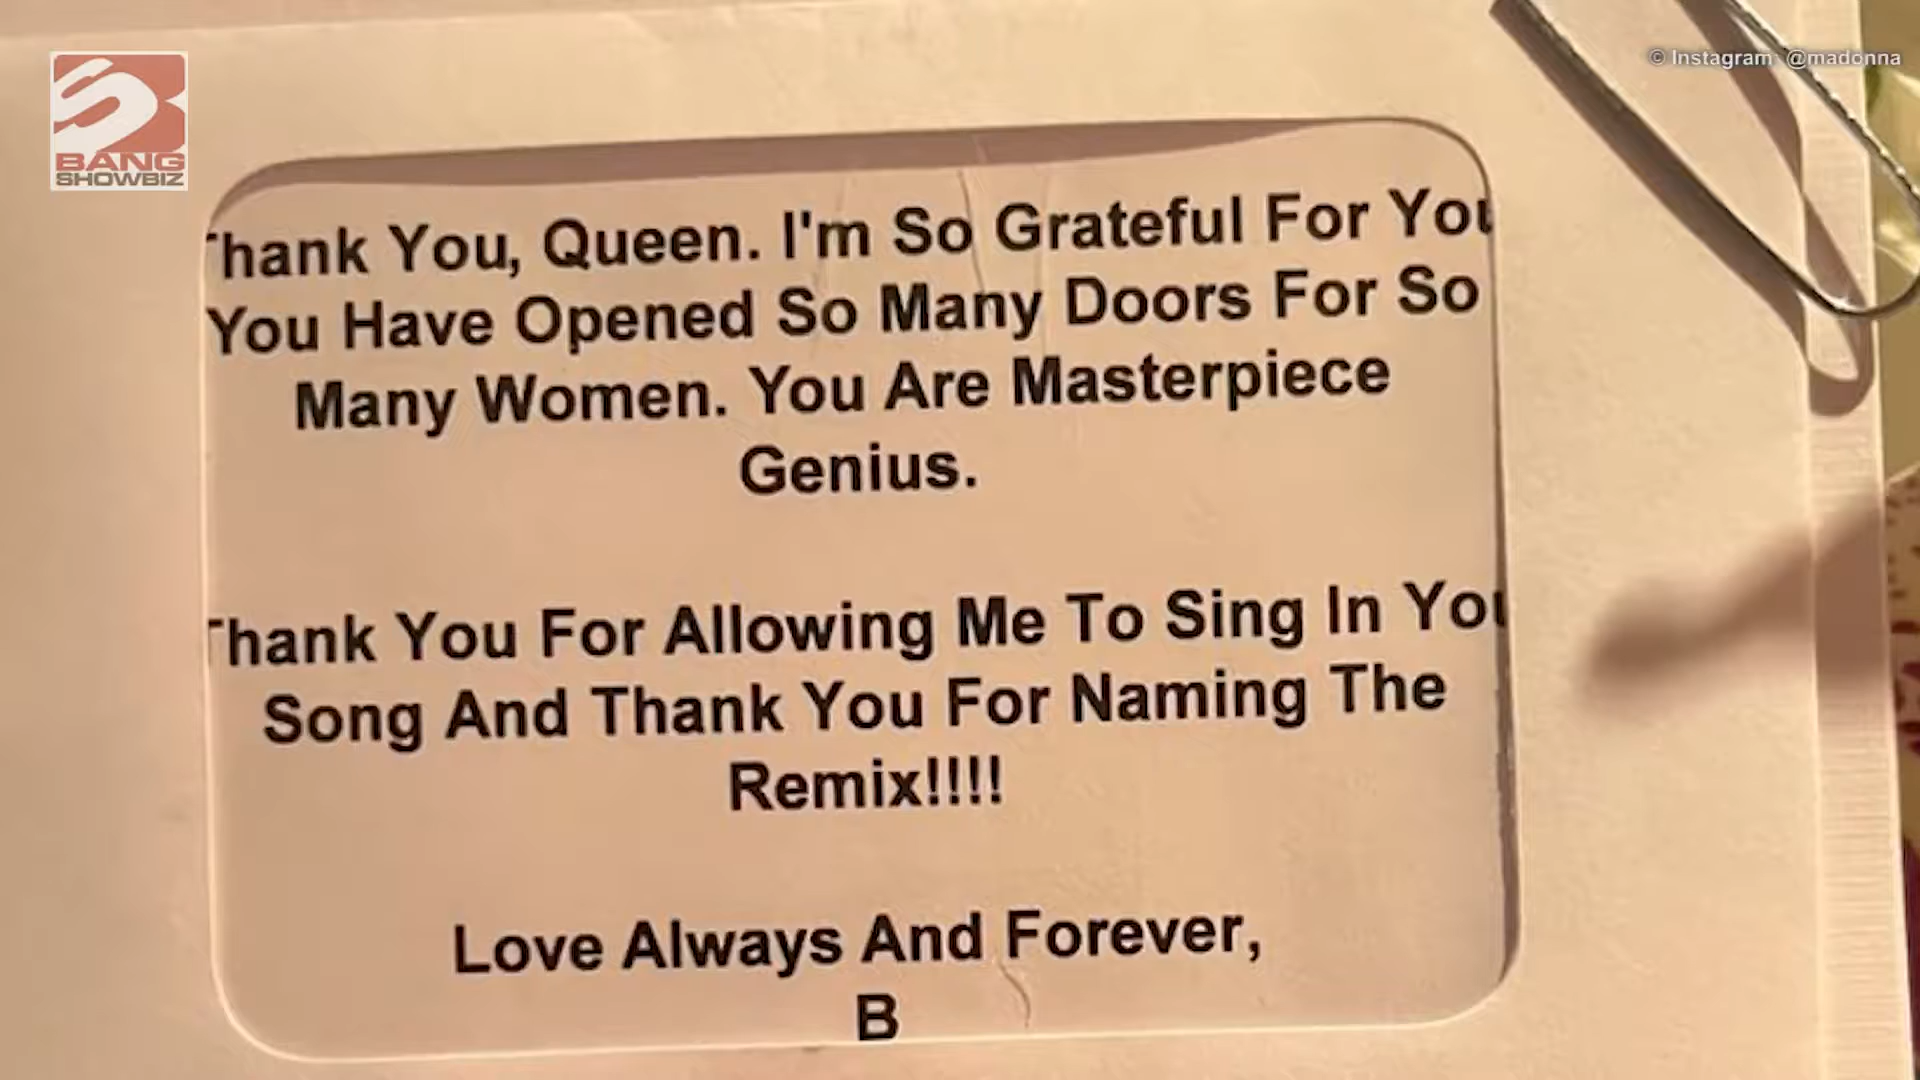 BANG
SHOWBIZ
© Instagram @madonna
Thank You, Queen. I'm So Grateful For You
You Have Opened So Many Doors For So
Many Women. You Are Masterpiece
Genius.
Thank You For Allowing Me To Sing In You
Song And Thank You For Naming The
Remix!!!!
Love Always And Forever,
B